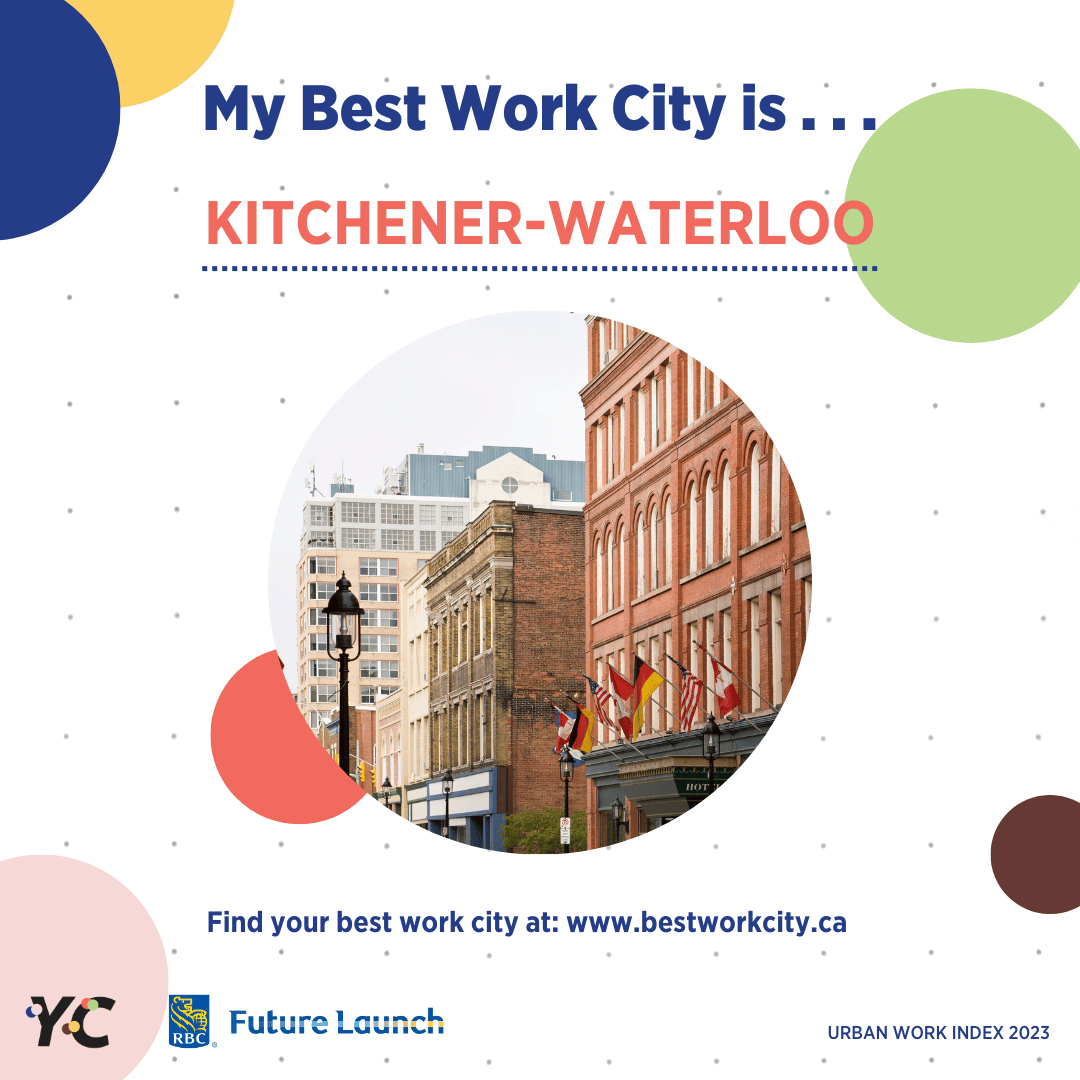 My Best Work City is . . .
KITCHENER-WATERLOO
HOT
Find your best work city at: www.bestworkcity.ca
YC
RBC
®
Future Launch
URBAN WORK INDEX 2023